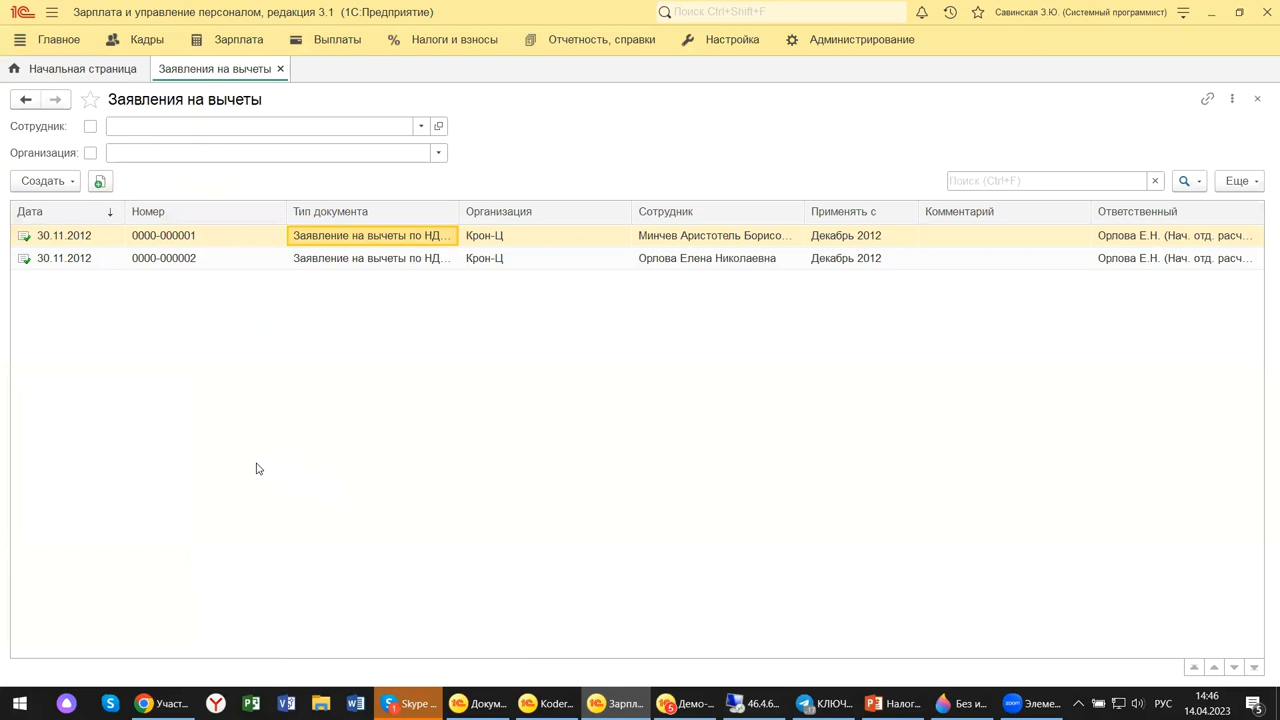 Зарплата и управление персоналом, редакция 3.1 (1С:Предприятие)
Поиск Ctrl+Shift+F
Савинская З.Ю. (Системный программист)
Главное
Кадры
Зарплата
Выплаты
Налоги и взносы
Отчетность, справки
Настройка
Администрирование
Начальная страница
Заявления на вычеты
Заявления на вычеты
Сотрудник:
Организация:
Создать
Поиск (Ctrl+F)
Еще
Дата Номер Тип документа Организация Сотрудник Применять с Комментарий Ответственный
30.11.2012 0000-000001 Заявление на вычеты по НД... Крон-Ц Минчев Аристотель Борисо... Декабрь 2012 Орлова Е.Н. (Нач. отд. расч...
30.11.2012 0000-000002 Заявление на вычеты по НД... Крон-Ц Орлова Елена Николаевна Декабрь 2012 Орлова Е.Н. (Нач. отд. расч...
Участ...
Skype ...
Докум...
Koder...
Зарпл...
Демо-...
46.4.6...
КЛЮЧ...
Налог...
Без и...
Элеме...
РУС
14:46
14.04.2023